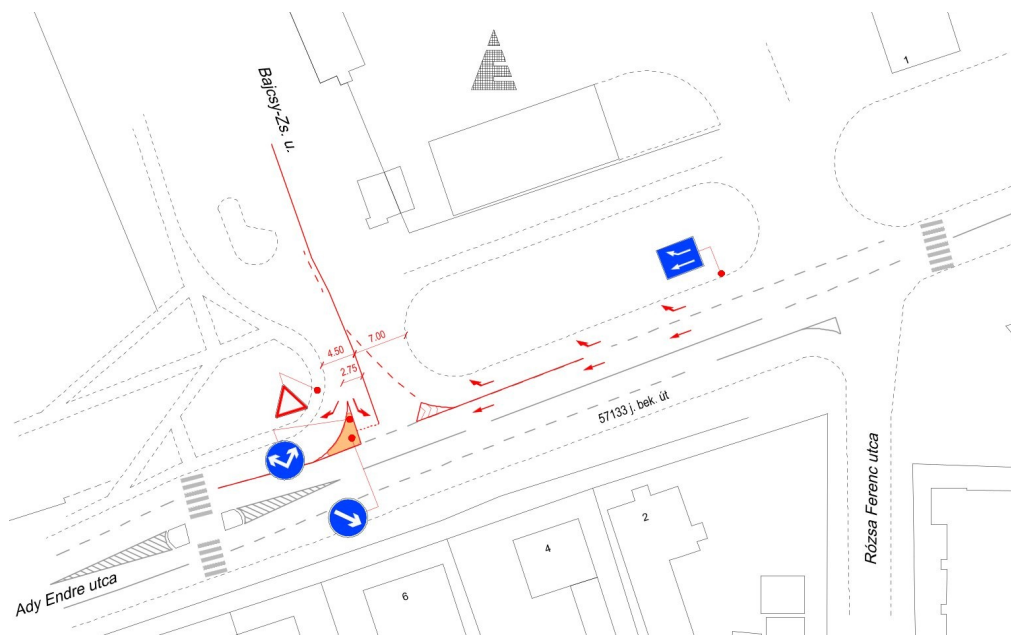 Bajcsy-Zs. u.
É
1
7.00
4.50
2.75
57133 j. bek. út
Rózsa Ferenc utca
2
4
6
Ady Endre utca